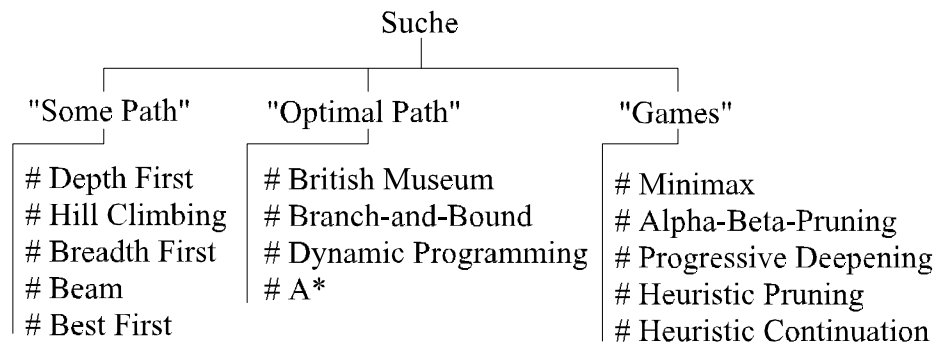 Suche
"Some Path"
# Depth First
# Hill Climbing
# Breadth First
# Beam
# Best First
"Optimal Path"
# British Museum
# Branch-and-Bound
# Dynamic Programming
# A*
"Games"
# Minimax
# Alpha-Beta-Pruning
# Progressive Deepening
# Heuristic Pruning
# Heuristic Continuation